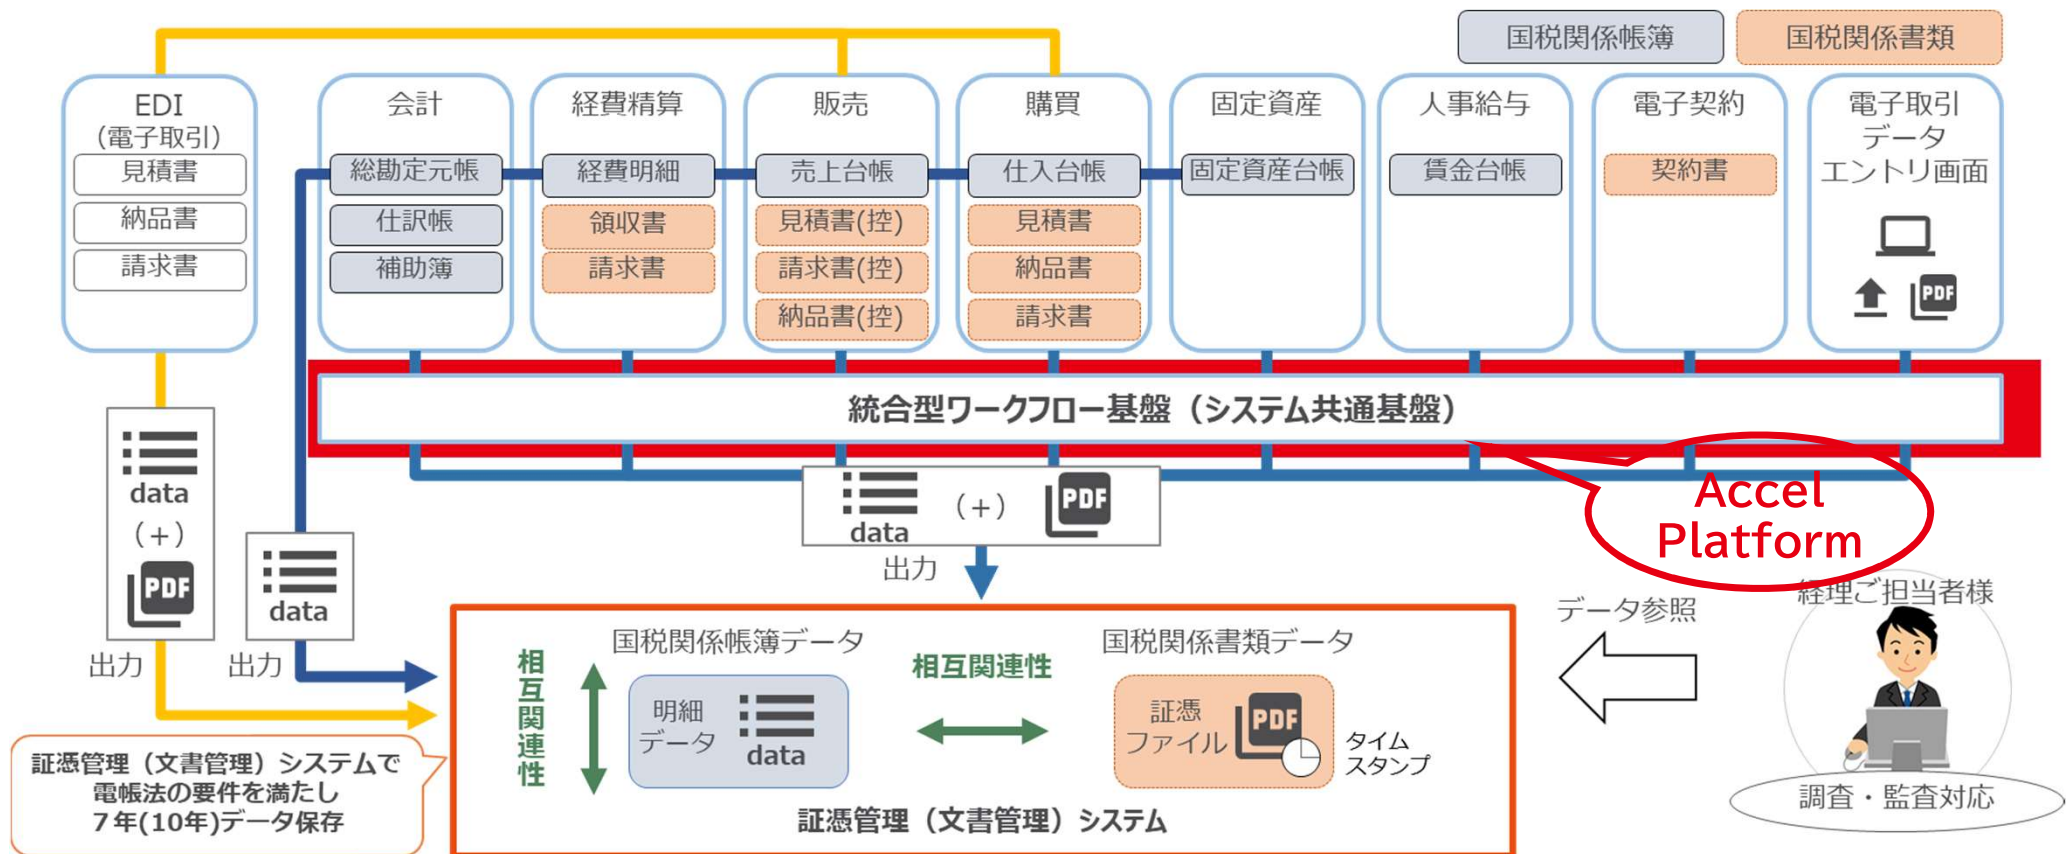 国税関係帳簿
国税関係書類
EDI
(電子取引)
見積書
納品書
請求書
会計
総勘定元帳
仕訳帳
補助簿
経費精算
経費明細
領収書
請求書
販売
売上台帳
見積書(控)
請求書(控)
納品書(控)
購買
仕入台帳
見積書
納品書
請求書
固定資産
固定資産台帳
人事給与
賃金台帳
電子契約
契約書
電子取引
データ
エントリ画面
PDF
統合型ワークフロー基盤（システム共通基盤）
Accel
Platform
data
（+）
PDF
出力
data
出力
data
（+）
PDF
出力
データ参照
経理ご担当者様
調査・監査対応
相互関連性
国税関係帳簿データ
明細
データ
data
相互関連性
国税関係書類データ
証憑
ファイル
PDF
タイム
スタンプ
証憑管理（文書管理）システム
証憑管理（文書管理）システムで
電帳法の要件を満たし
７年(10年)データ保存